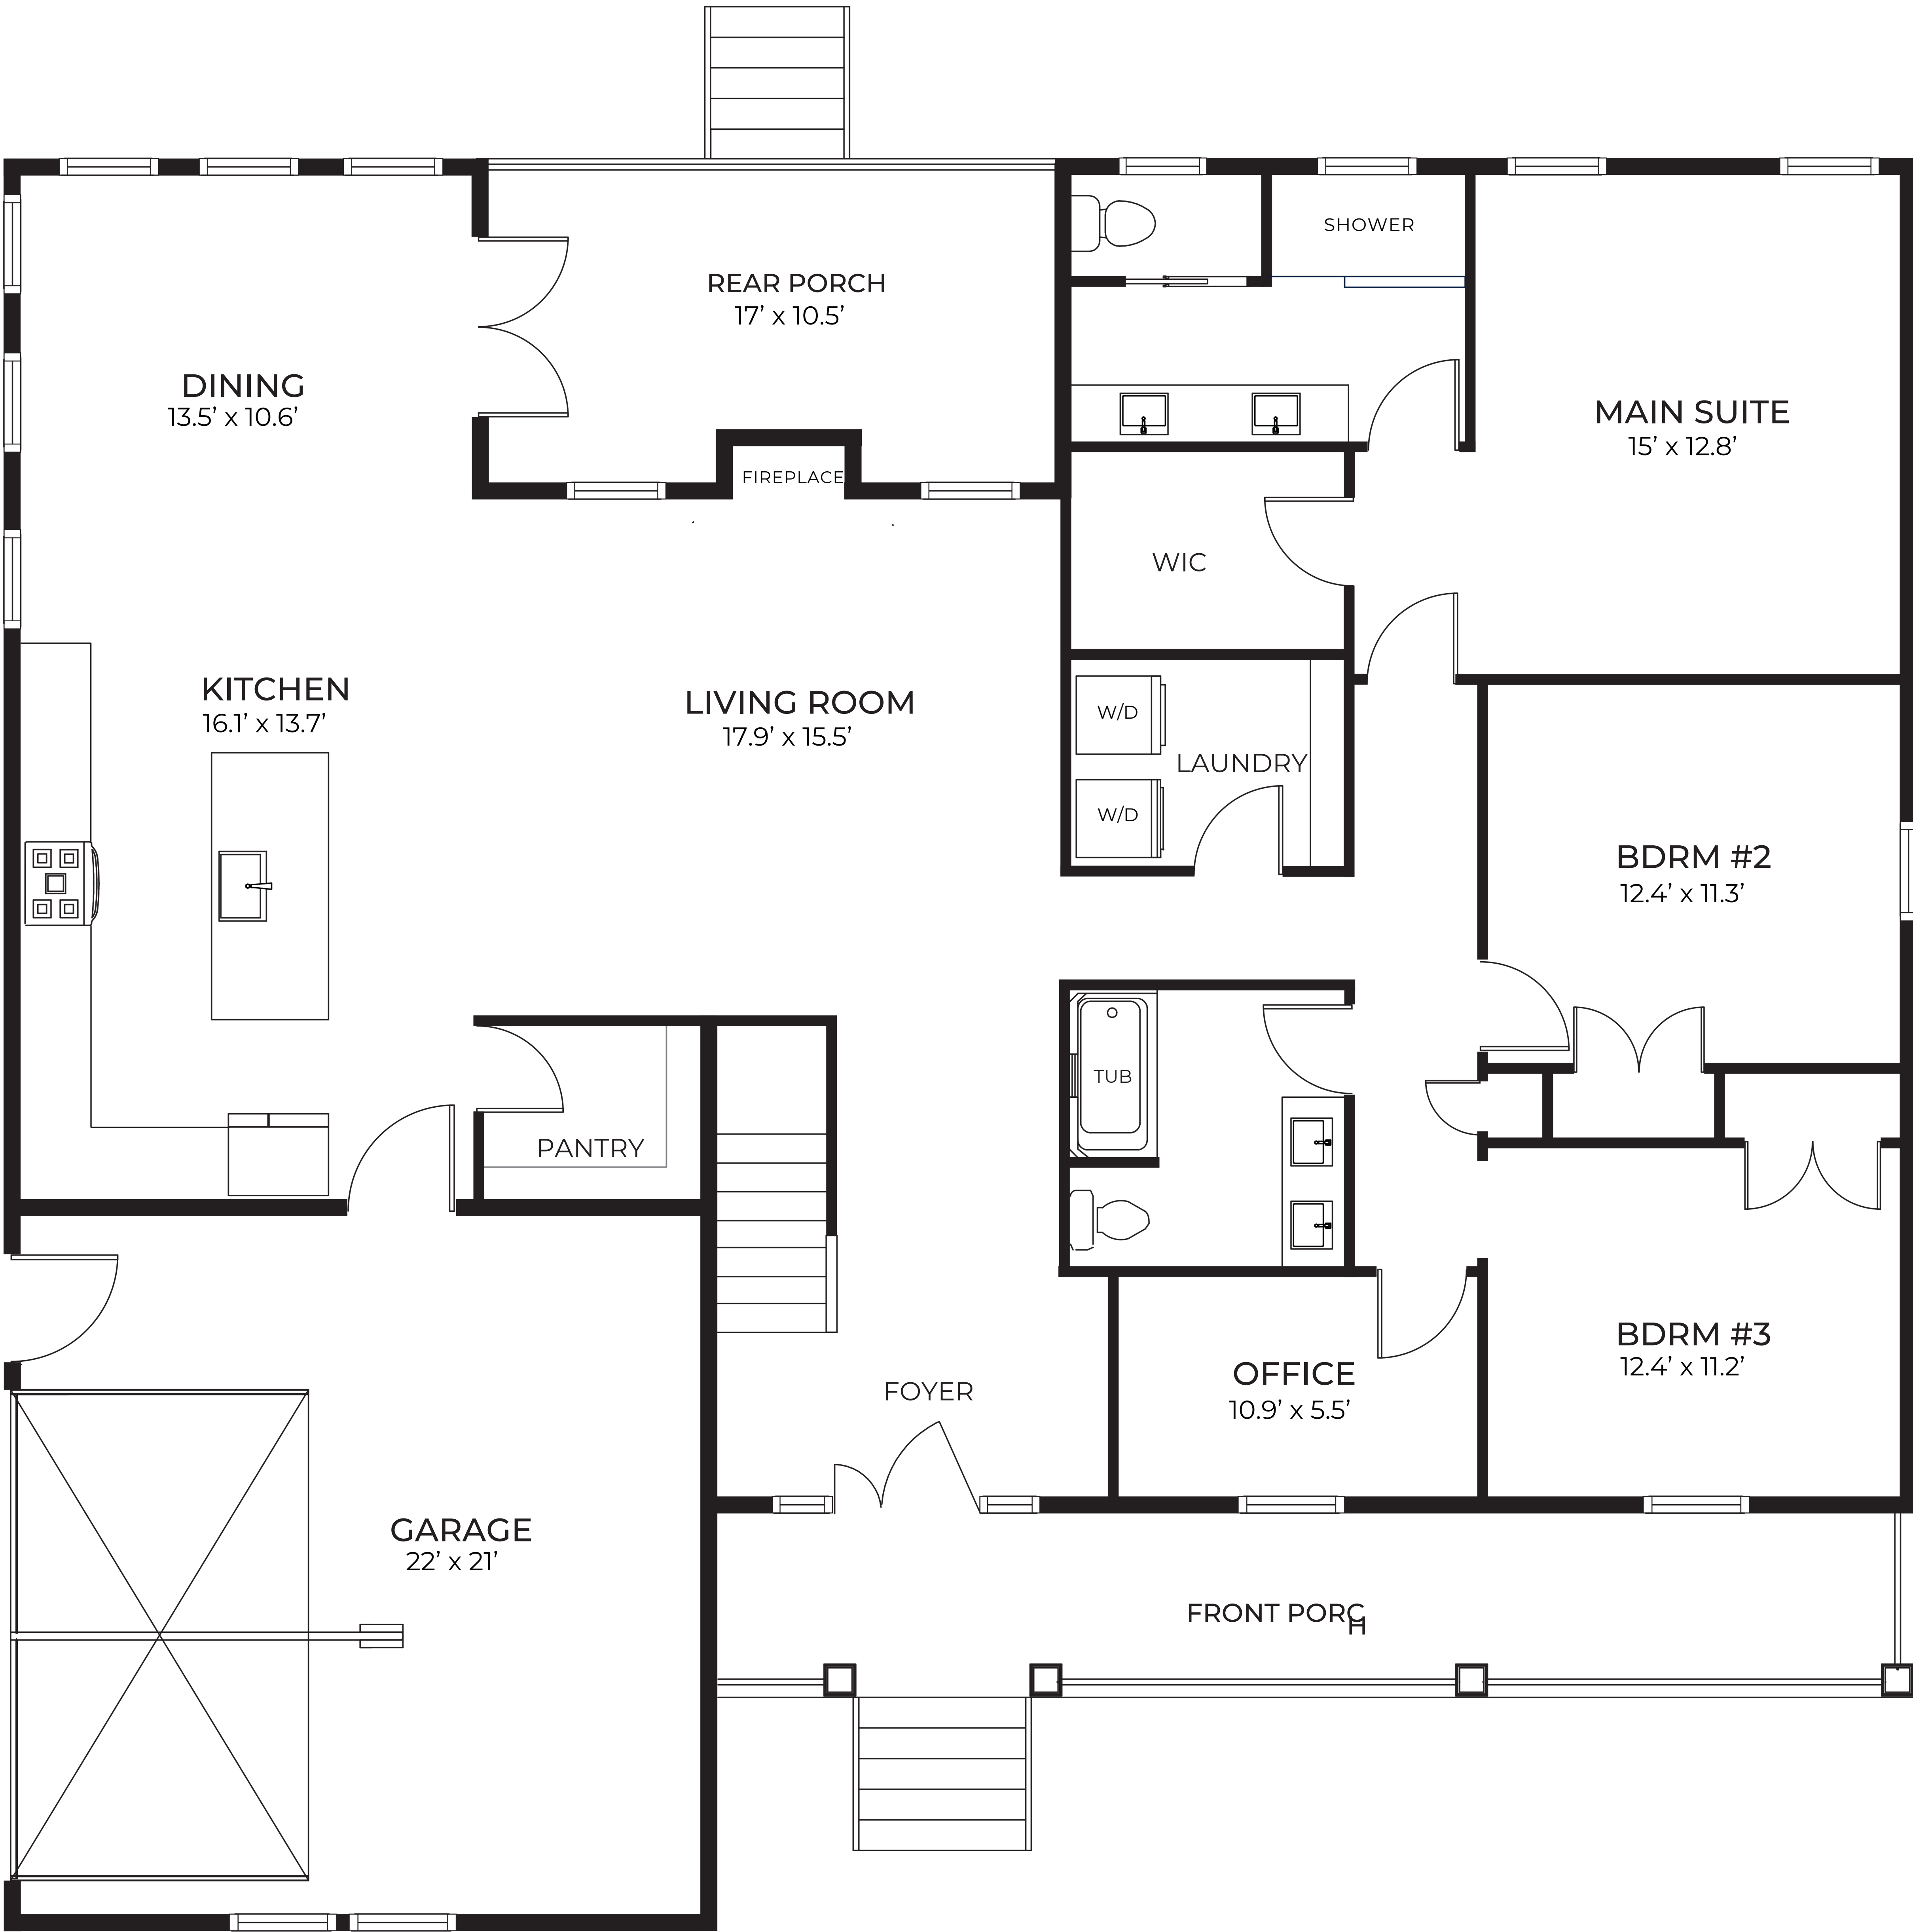 SHOWER
REAR PORCH
17’ x 10.5’
DINING
13.5’ x 10.6’
MAIN SUITE
15’ x 12.8’
FIREPLACE
WIC
KITCHEN
16.1’ x 13.7’
LIVING ROOM
17.9’ x 15.5’
W/D
LAUNDRY
W/D
BDRM #2
12.4’ x 11.3’
TUB
PANTRY
BDRM #3
12.4’ x 11.2’
OFFICE
10.9’ x 5.5’
FOYER
GARAGE
22’ x 21’
FRONT PORC
H